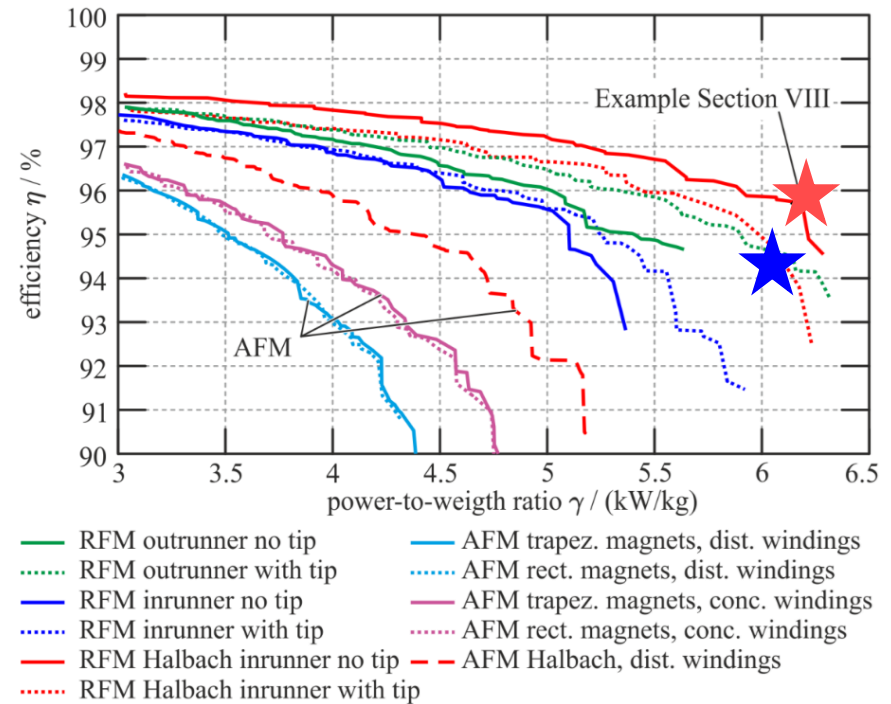 100
99
98
97
96
95
94
93
92
91
90
efficiency η / %
Example Section VIII
AFM
3
3.5
4
4.5
5
5.5
6
6.5
power-to-weigth ratio γ / (kW/kg)
RFM outrunner no tip
RFM outrunner with tip
RFM inrunner no tip
RFM inrunner with tip
RFM Halbach inrunner no tip
RFM Halbach inrunner with tip
AFM trapez. magnets, dist. windings
AFM rect. magnets, dist. windings
AFM trapez. magnets, conc. windings
AFM rect. magnets, conc. windings
AFM Halbach, dist. windings